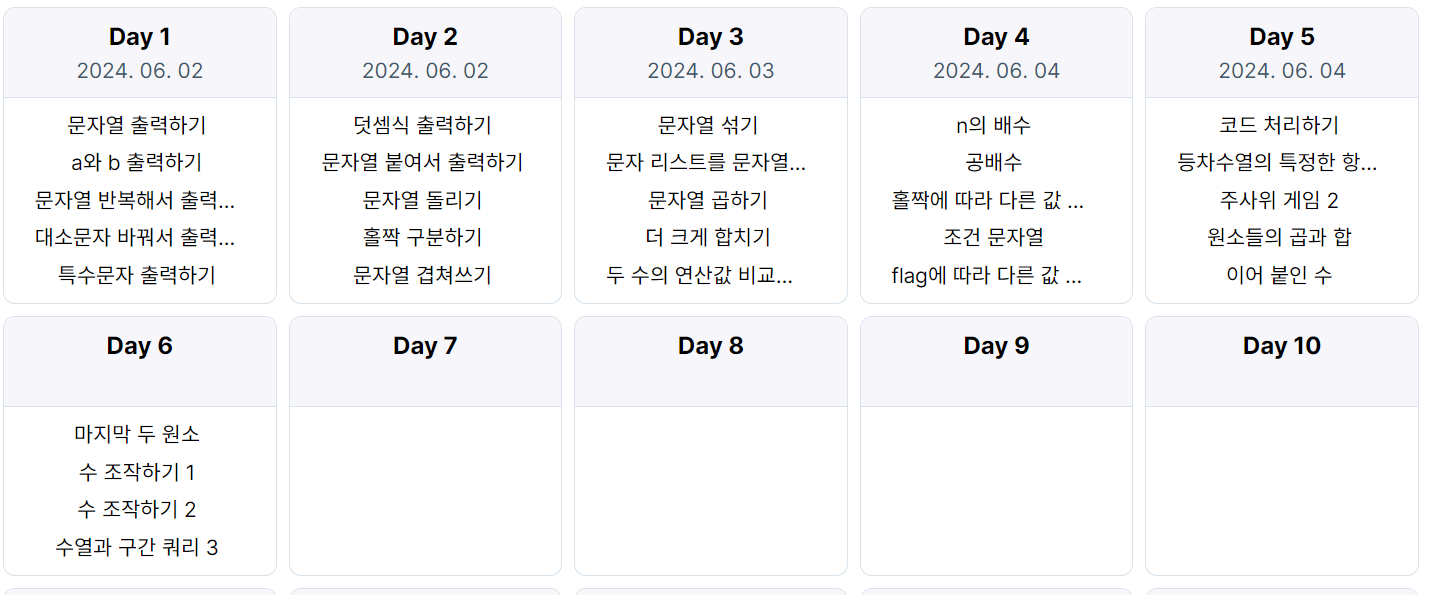 Day 1
2024. 06. 02
문자열 출력하기
a와 b 출력하기
문자열 반복해서 출력...
대소문자 바꿔서 출력...
특수문자 출력하기
Day 2
2024. 06. 02
덧셈식 출력하기
문자열 붙여서 출력하기
문자열 돌리기
홀짝 구분하기
문자열 겹쳐쓰기
Day 3
2024. 06. 03
문자열 섞기
문자 리스트를 문자열...
문자열 곱하기
더 크게 합치기
두 수의 연산값 비교...
Day 4
2024. 06. 04
n의 배수
공배수
홀짝에 따라 다른 값 ...
조건 문자열
flag에 따라 다른 값 ...
Day 5
2024. 06. 04
코드 처리하기
등차수열의 특정한 항...
주사위 게임 2
원소들의 곱과 합
이어 붙인 수
Day 6
마지막 두 원소
수 조작하기 1
수 조작하기 2
수열과 구간 쿼리 3
Day 7
Day 8
Day 9
Day 10